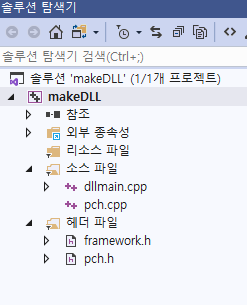 솔루션 탐색기
솔루션 탐색기 검색(Ctrl+;)
솔루션 'makeDLL' (1/1개 프로젝트)
makeDLL
참조
외부 종속성
리소스 파일
소스 파일
dllmain.cpp
pch.cpp
헤더 파일
framework.h
pch.h